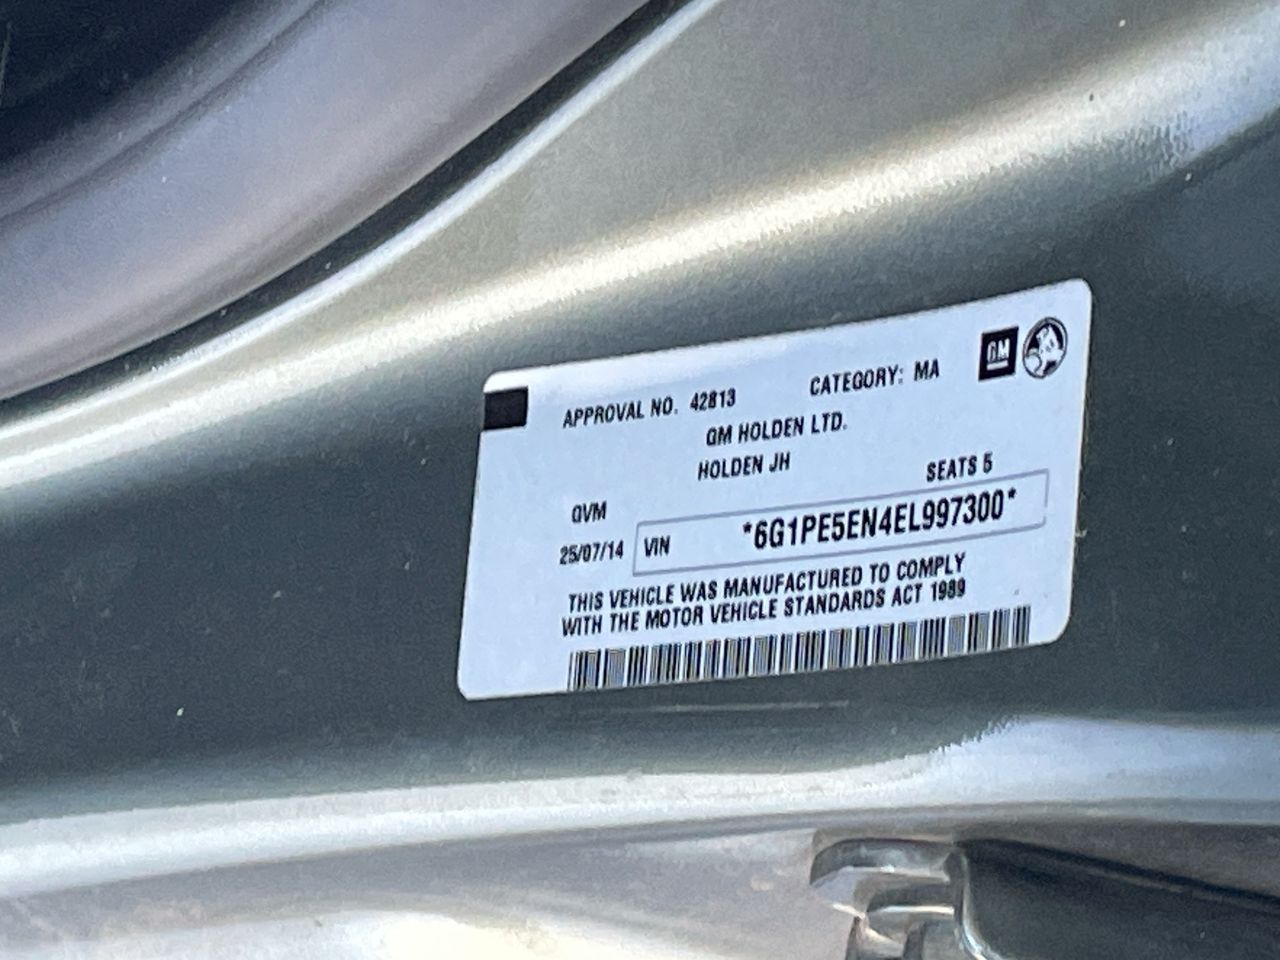 GM
APPROVAL NO. 42813 CATEGORY: MA
GM HOLDEN LTD.
HOLDEN JH
SEATS 5
GVM
25/07/14 VIN *6G1PE5EN4EL997300*
THIS VEHICLE WAS MANUFACTURED TO COMPLY
WITH THE MOTOR VEHICLE STANDARDS ACT 1989